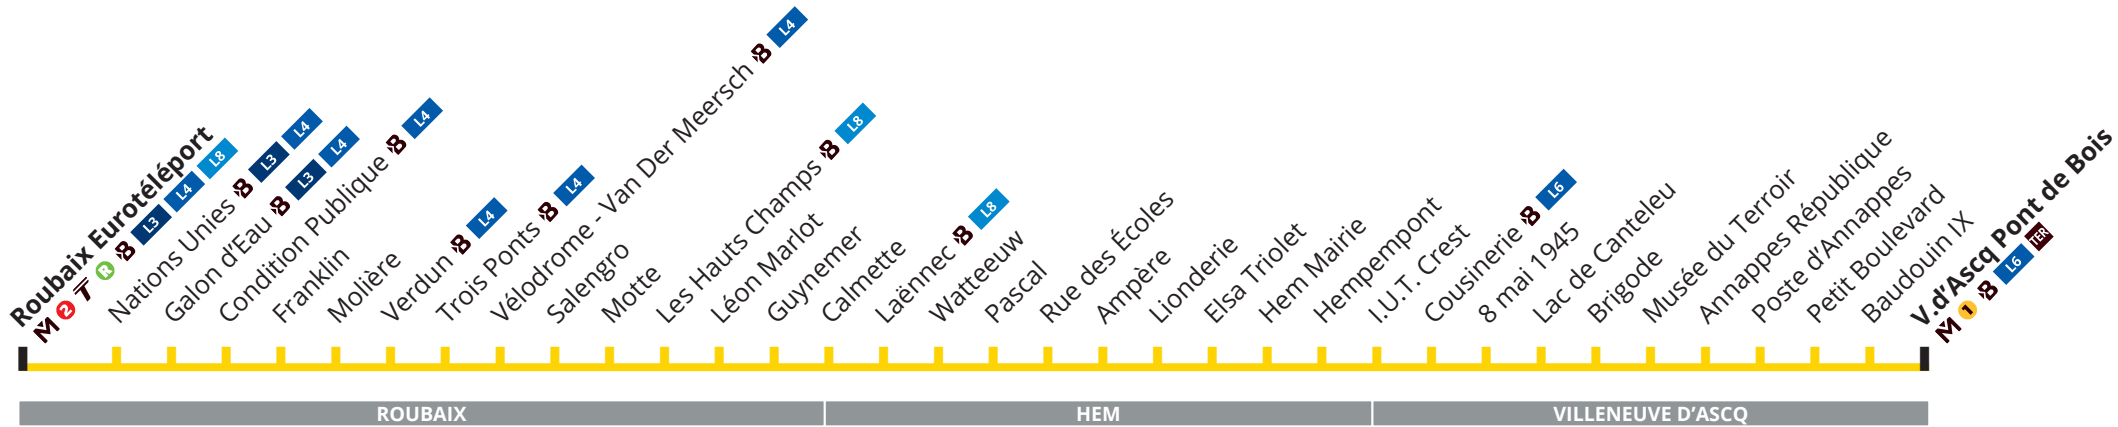 Roubaix Eurotéléport
M 2 T R B L3 L4 L8
Nations Unies B L3 L4
Galon d'Eau B L3 L4
Condition Publique B L4
Franklin
Molière
Verdun B L4
Trois Ponts B L4
Vélodrome - Van Der Meersch B L4
Salengro
Motte
Les Hauts Champs B L8
Léon Marlot
Guynemer
Calmette
Laënnec B L8
Watteeuw
Pascal
Rue des Écoles
Ampère
Lionderie
Elsa Triolet
Hem Mairie
Hempempont
I.U.T. Crest
Cousinerie B L6
8 mai 1945
Lac de Canteleu
Brigode
Musée du Terroir
Annappes République
Poste d'Annappes
Petit Boulevard
Baudouin IX
V.d'Ascq Pont de Bois
M 1 B L6 TER
ROUBAIX
HEM
VILLENEUVE D'ASCQ